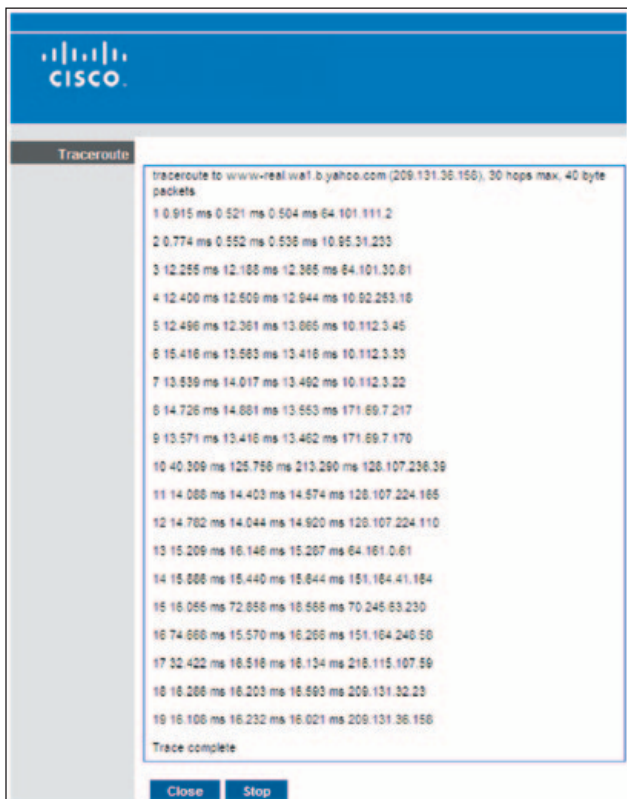 CISCO
Traceroute
traceroute to www-real.wa1.b.yahoo.com (209.131.36.158), 30 hops max, 40 byte
packets
1 0.915 ms 0.521 ms 0.504 ms 64.101.111.2
2 0.774 ms 0.552 ms 0.536 ms 10.95.31.233
3 12.255 ms 12.188 ms 12.365 ms 64.101.30.81
4 12.400 ms 12.509 ms 12.944 ms 10.92.253.18
5 12.496 ms 12.361 ms 13.865 ms 10.112.3.45
6 15.416 ms 13.563 ms 13.416 ms 10.112.3.33
7 13.539 ms 14.017 ms 13.492 ms 10.112.3.22
8 14.726 ms 14.881 ms 13.553 ms 171.69.7.217
9 13.571 ms 13.416 ms 13.462 ms 171.69.7.170
10 40.309 ms 125.756 ms 213.290 ms 128.107.236.39
11 14.088 ms 14.403 ms 14.574 ms 128.107.224.165
12 14.782 ms 14.044 ms 14.920 ms 128.107.224.110
13 15.209 ms 16.146 ms 15.287 ms 64.161.0.61
14 15.886 ms 15.440 ms 15.644 ms 151.164.41.164
15 16.055 ms 72.858 ms 18.568 ms 70.245.63.230
16 74.668 ms 15.570 ms 16.266 ms 151.164.248.58
17 32.422 ms 16.516 ms 16.134 ms 216.115.107.59
18 16.286 ms 16.203 ms 16.593 ms 209.131.32.23
19 16.108 ms 16.232 ms 16.021 ms 209.131.36.158
Trace complete
Close Stop